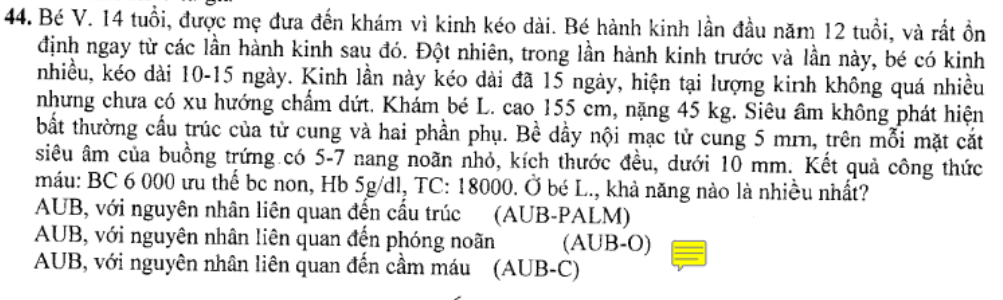 44. Bé V. 14 tuổi, được mẹ đưa đến khám vì kinh kéo dài. Bé hành kinh lần đầu năm 12 tuổi, và rất ổn
định ngay từ các lần hành kinh sau đó. Đột nhiên, trong lần hành kinh trước và lần này, bé có kinh
nhiều, kéo dài 10-15 ngày. Kinh lần này kéo dài đã 15 ngày, hiện tại lượng kinh không quá nhiều
nhưng chưa có xu hướng chấm dứt. Khám bé L. cao 155 cm, nặng 45 kg. Siêu âm không phát hiện
bất thường cấu trúc của tử cung và hai phần phụ. Bề dầy nội mạc tử cung 5 mm, trên mỗi mặt cắt
siêu âm của buồng trứng có 5-7 nang noãn nhỏ, kích thước đều, dưới 10 mm. Kết quả công thức
máu: BC 6 000 ưu thế bc non, Hb 5g/dl, TC: 18000. Ở bé L., khả năng nào là nhiều nhất?
AUB, với nguyên nhân liên quan đến cấu trúc (AUB-PALM)
AUB, với nguyên nhân liên quan đến phóng noãn (AUB-O)
AUB, với nguyên nhân liên quan đến cầm máu (AUB-C)